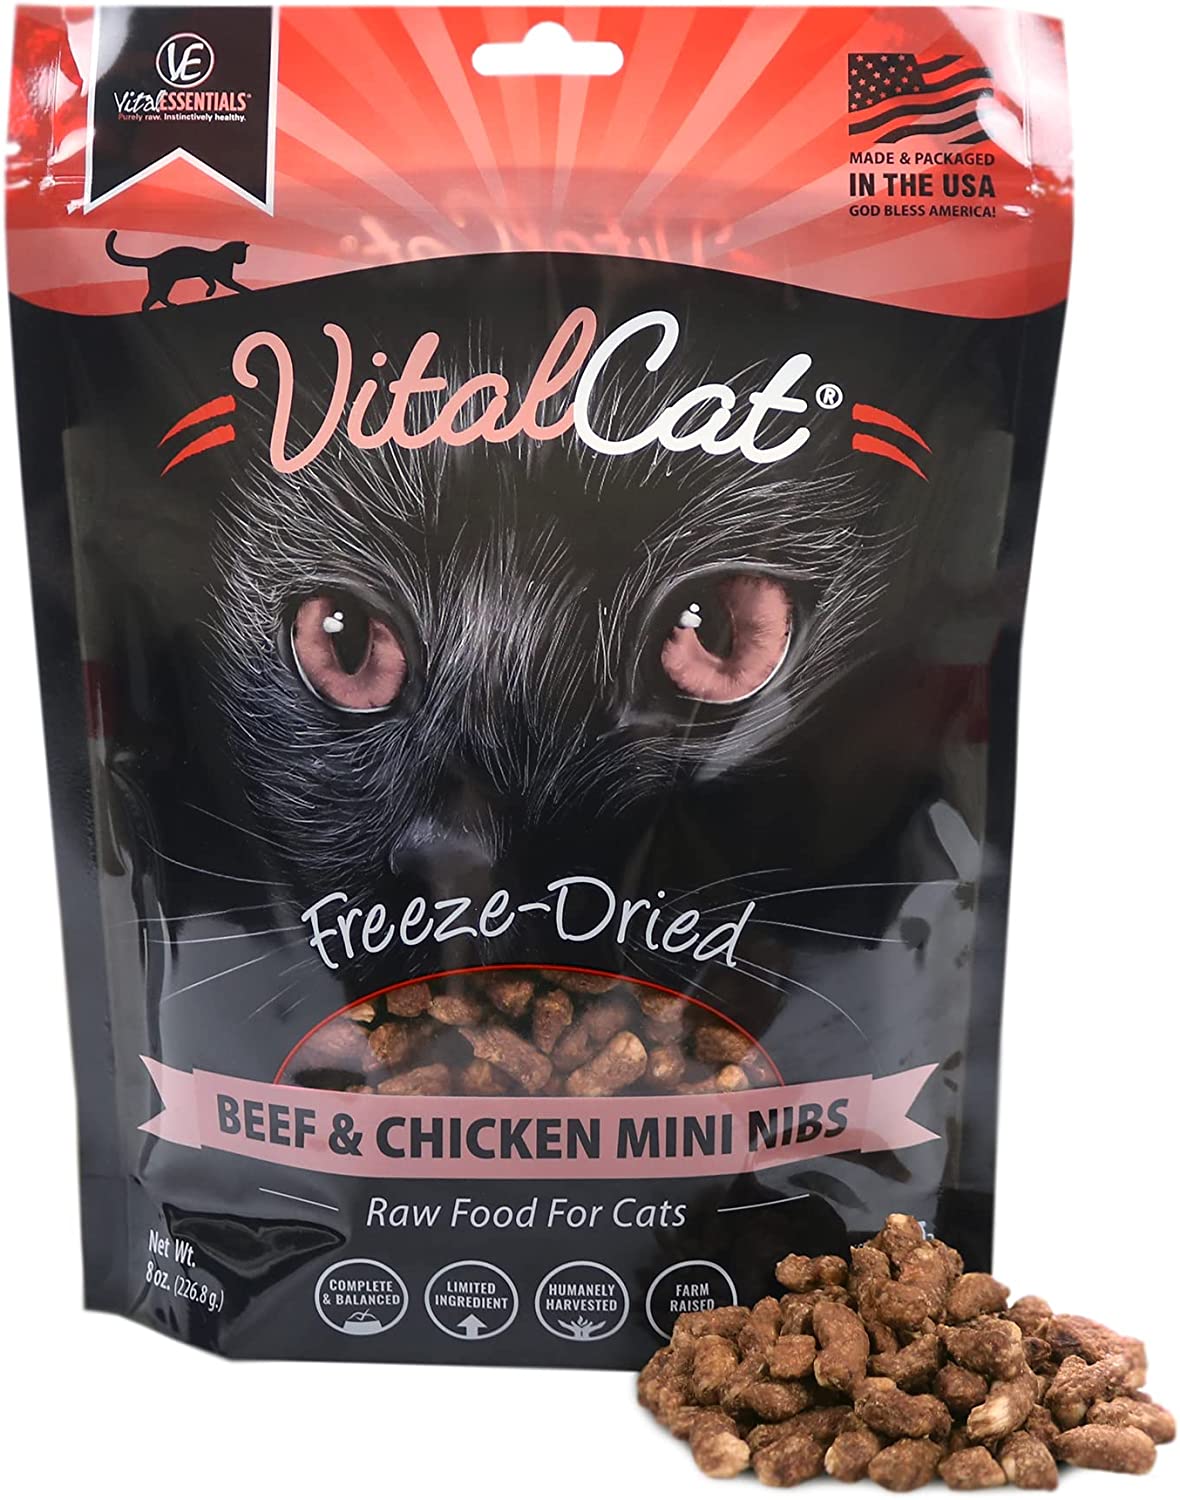 VE
VitalESSENTIALS
Purely raw. Instinctively healthy.
MADE & PACKAGED
IN THE USA
GOD BLESS AMERICA!
VitalCat®
Freeze-Dried
BEEF & CHICKEN MINI NIBS
Raw Food For Cats
Net Wt.
8 oz. (226.8 g.)
COMPLETE
& BALANCED
LIMITED
INGREDIENT
HUMANELY
HARVESTED
FARM
RAISED